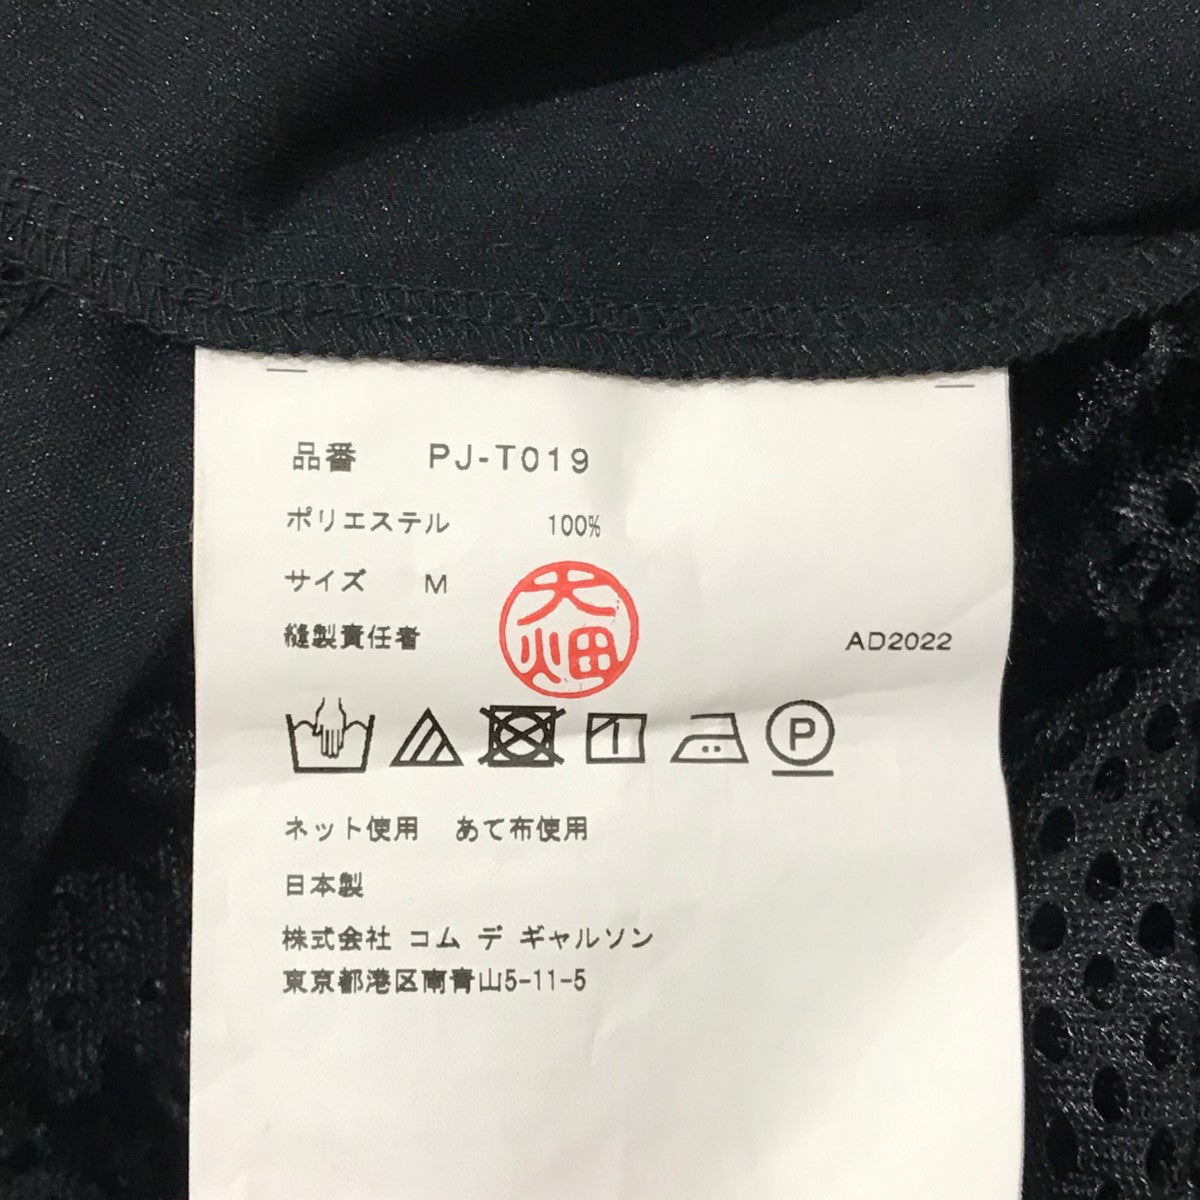 品番 PJ-T019
ポリエステル 100%
サイズ M
大畑
縫製責任者 AD2022
P
ネット使用 あて布使用
日本製
株式会社 コム デ ギャルソン
東京都港区南青山5-11-5